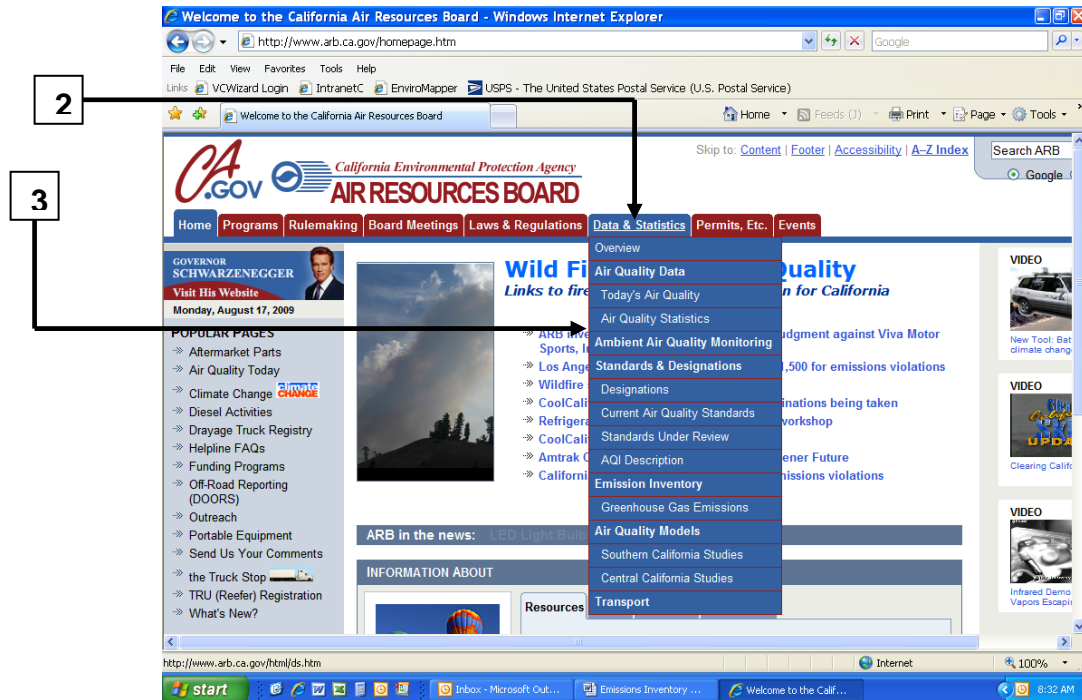 Welcome to the California Air Resources Board - Windows Internet Explorer
http://www.arb.ca.gov/homepage.htm
Google
File Edit View Favorites Tools Help
Links VCWizard Login IntranetC EnviroMapper USPS - The United States Postal Service (U.S. Postal Service)
2
Welcome to the California Air Resources Board
Home Feeds (J) Print Page Tools
CA.GOV
California Environmental Protection Agency
AIR RESOURCES BOARD
Skip to: Content | Footer | Accessibility | A-Z Index
Search ARB
Google
3
Home Programs Rulemaking Board Meetings Laws & Regulations Data & Statistics Permits, Etc. Events
GOVERNOR
SCHWARZENEGGER
Visit His Website
Monday, August 17, 2009
POPULAR PAGES
Aftermarket Parts
Air Quality Today
Climate Change climate CHANGE
Diesel Activities
Drayage Truck Registry
Helpline FAQs
Funding Programs
Off-Road Reporting
(DOORS)
Outreach
Portable Equipment
Send Us Your Comments
the Truck Stop
TRU (Reefer) Registration
What's New?
Wild Fi
Quality
Links to fire
n for California
ARB inve
udgment against Viva Motor
Sports, I
Los Ange
1,500 for emissions violations
Wildfire
CoolCali
inations being taken
Refrigera
workshop
CoolCali
Amtrak C
ener Future
Californi
missions violations
Overview
Air Quality Data
Today's Air Quality
Air Quality Statistics
Ambient Air Quality Monitoring
Standards & Designations
Designations
Current Air Quality Standards
Standards Under Review
AQI Description
Emission Inventory
Greenhouse Gas Emissions
Air Quality Models
Southern California Studies
Central California Studies
Transport
ARB in the news: LED Light Bulb
INFORMATION ABOUT
Resources
VIDEO
New Tool: Bat
climate chang
VIDEO
UPDA
Clearing Califo
VIDEO
Infrared Demo
Vapors Escapi
http://www.arb.ca.gov/html/ds.htm
Internet
100%
start
Inbox - Microsoft Out...
Emissions Inventory ...
Welcome to the Calif...
8:32 AM